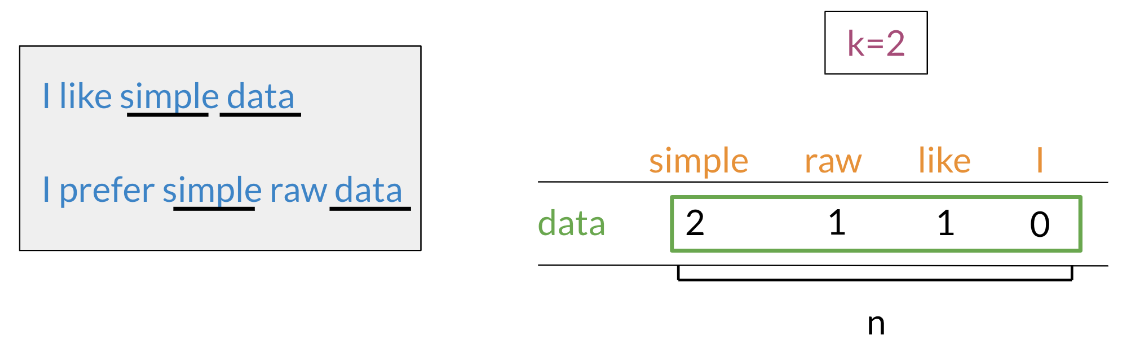 I like simple data
I prefer simple raw data
k=2
simple raw like I
data 2 1 1 0
n